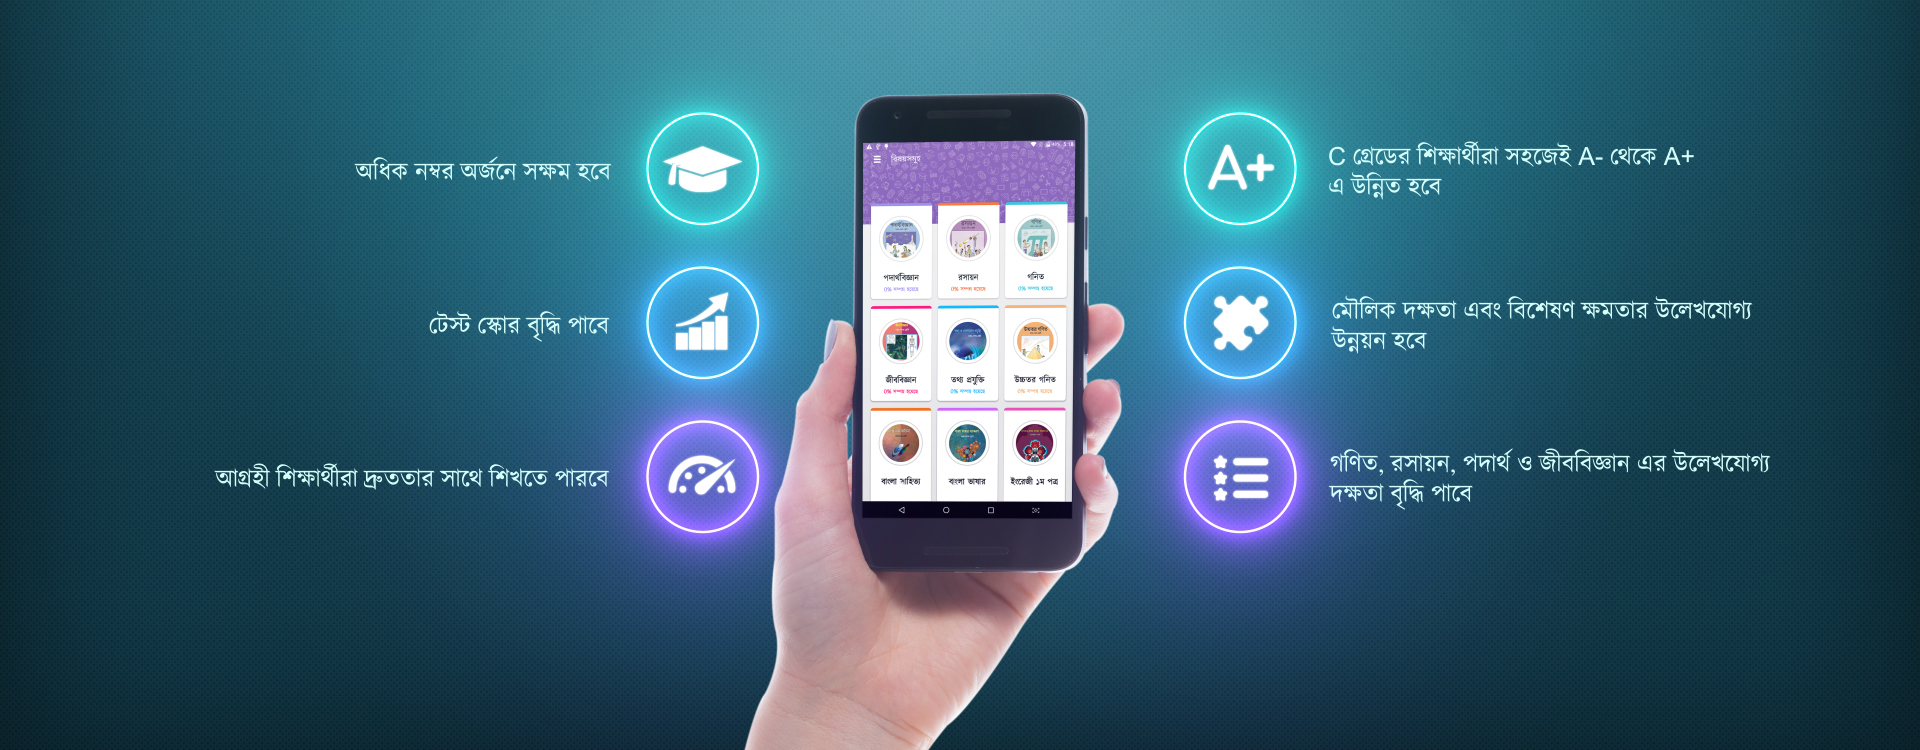 অধিক নম্বর অর্জনে সক্ষম হবে
টেস্ট স্কোর বৃদ্ধি পাবে
আগ্রহী শিক্ষার্থীরা দ্রুততার সাথে শিখতে পারবে
বিষয়সমূহ
পদার্থবিজ্ঞান
রসায়ন
গনিত
জীববিজ্ঞান
তথ্য প্রযুক্তি
উচ্চতর গনিত
বাংলা সাহিত্য
বাংলা ভাষার
ইংরেজী ১ম পত্র
A+
C গ্রেডের শিক্ষার্থীরা সহজেই A- থেকে A+
এ উন্নিত হবে
মৌলিক দক্ষতা এবং বিশেষণ ক্ষমতার উলেখযোগ্য
উন্নয়ন হবে
গণিত, রসায়ন, পদার্থ ও জীববিজ্ঞান এর উলেখযোগ্য
দক্ষতা বৃদ্ধি পাবে